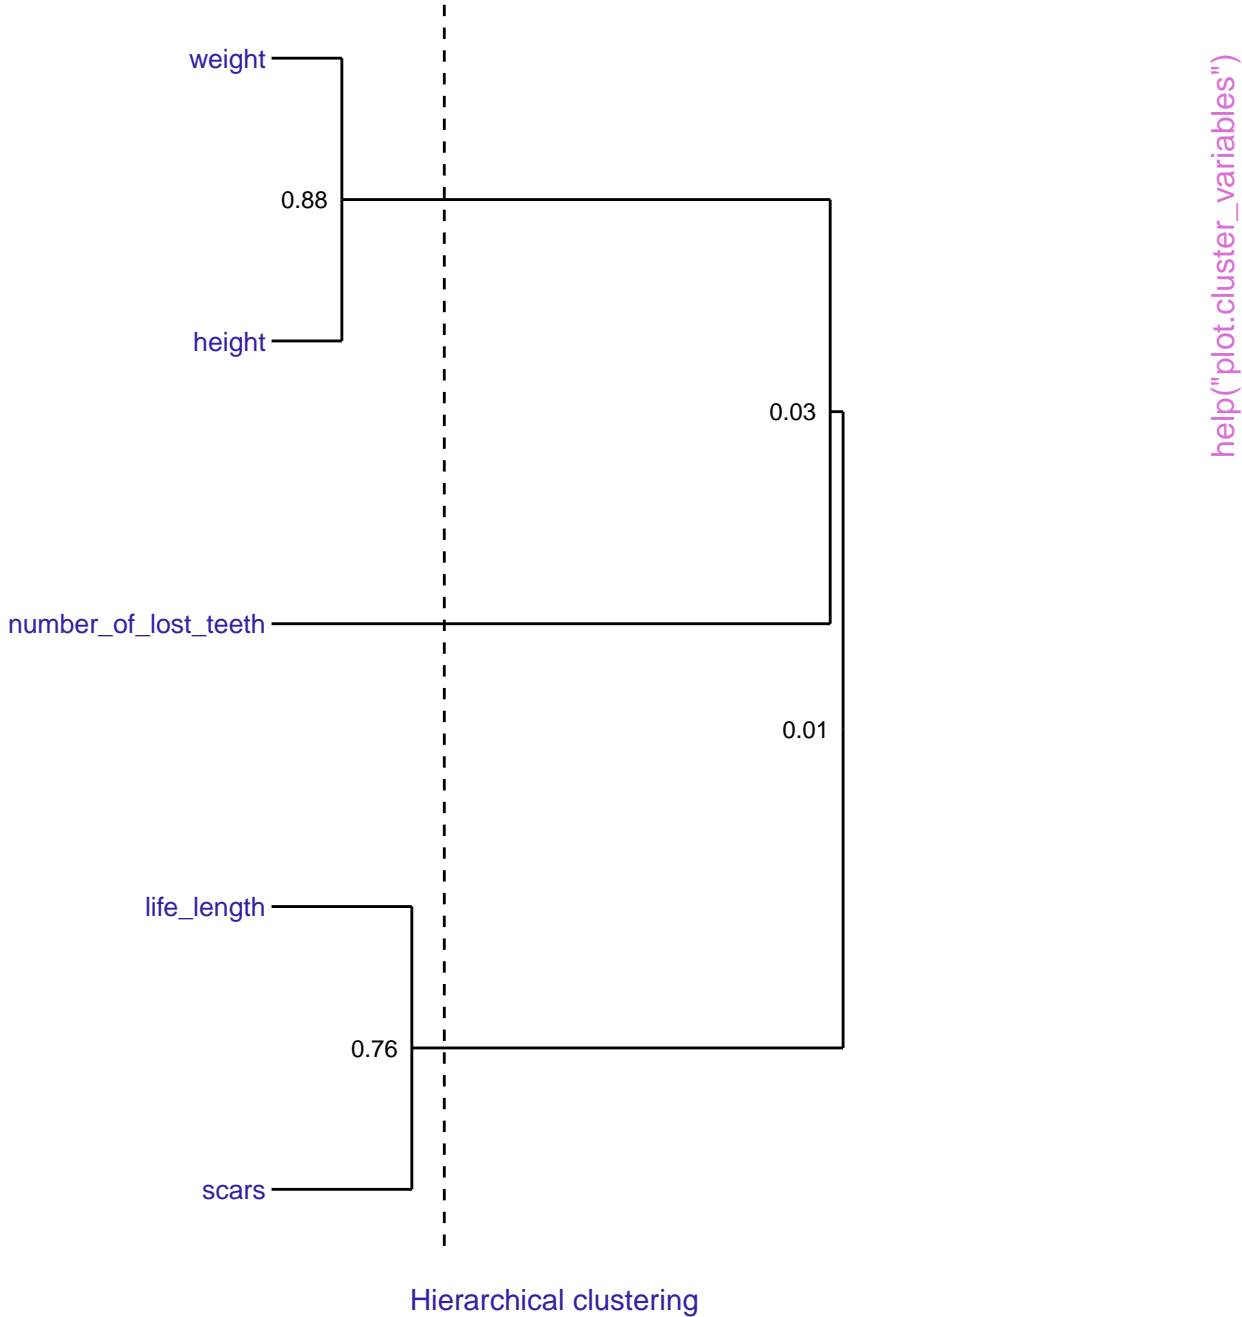 weight
0.88
height
0.03
number_of_lost_teeth
0.01
life_length
0.76
scars
Hierarchical clustering
help("plot.cluster_variables")